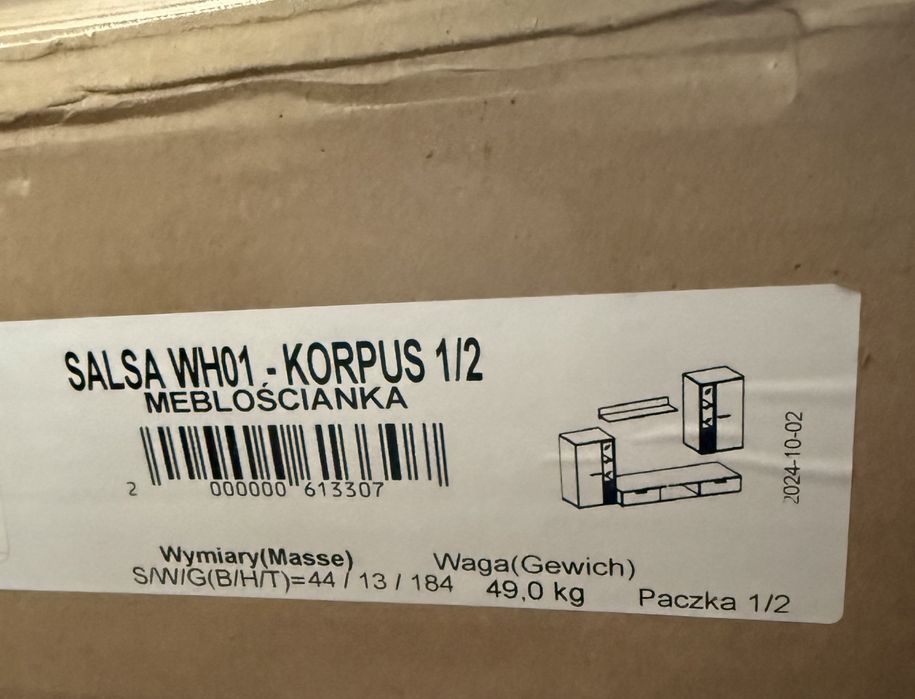 SALSA WH01 - KORPUS 1/2
MEBLOŚCIANKA
2 000000 613307
2024-10-02
Wymiary(Masse)
S/W/G(B/H/T)=44 / 13 / 184
Waga(Gewich)
49,0 kg
Paczka 1/2